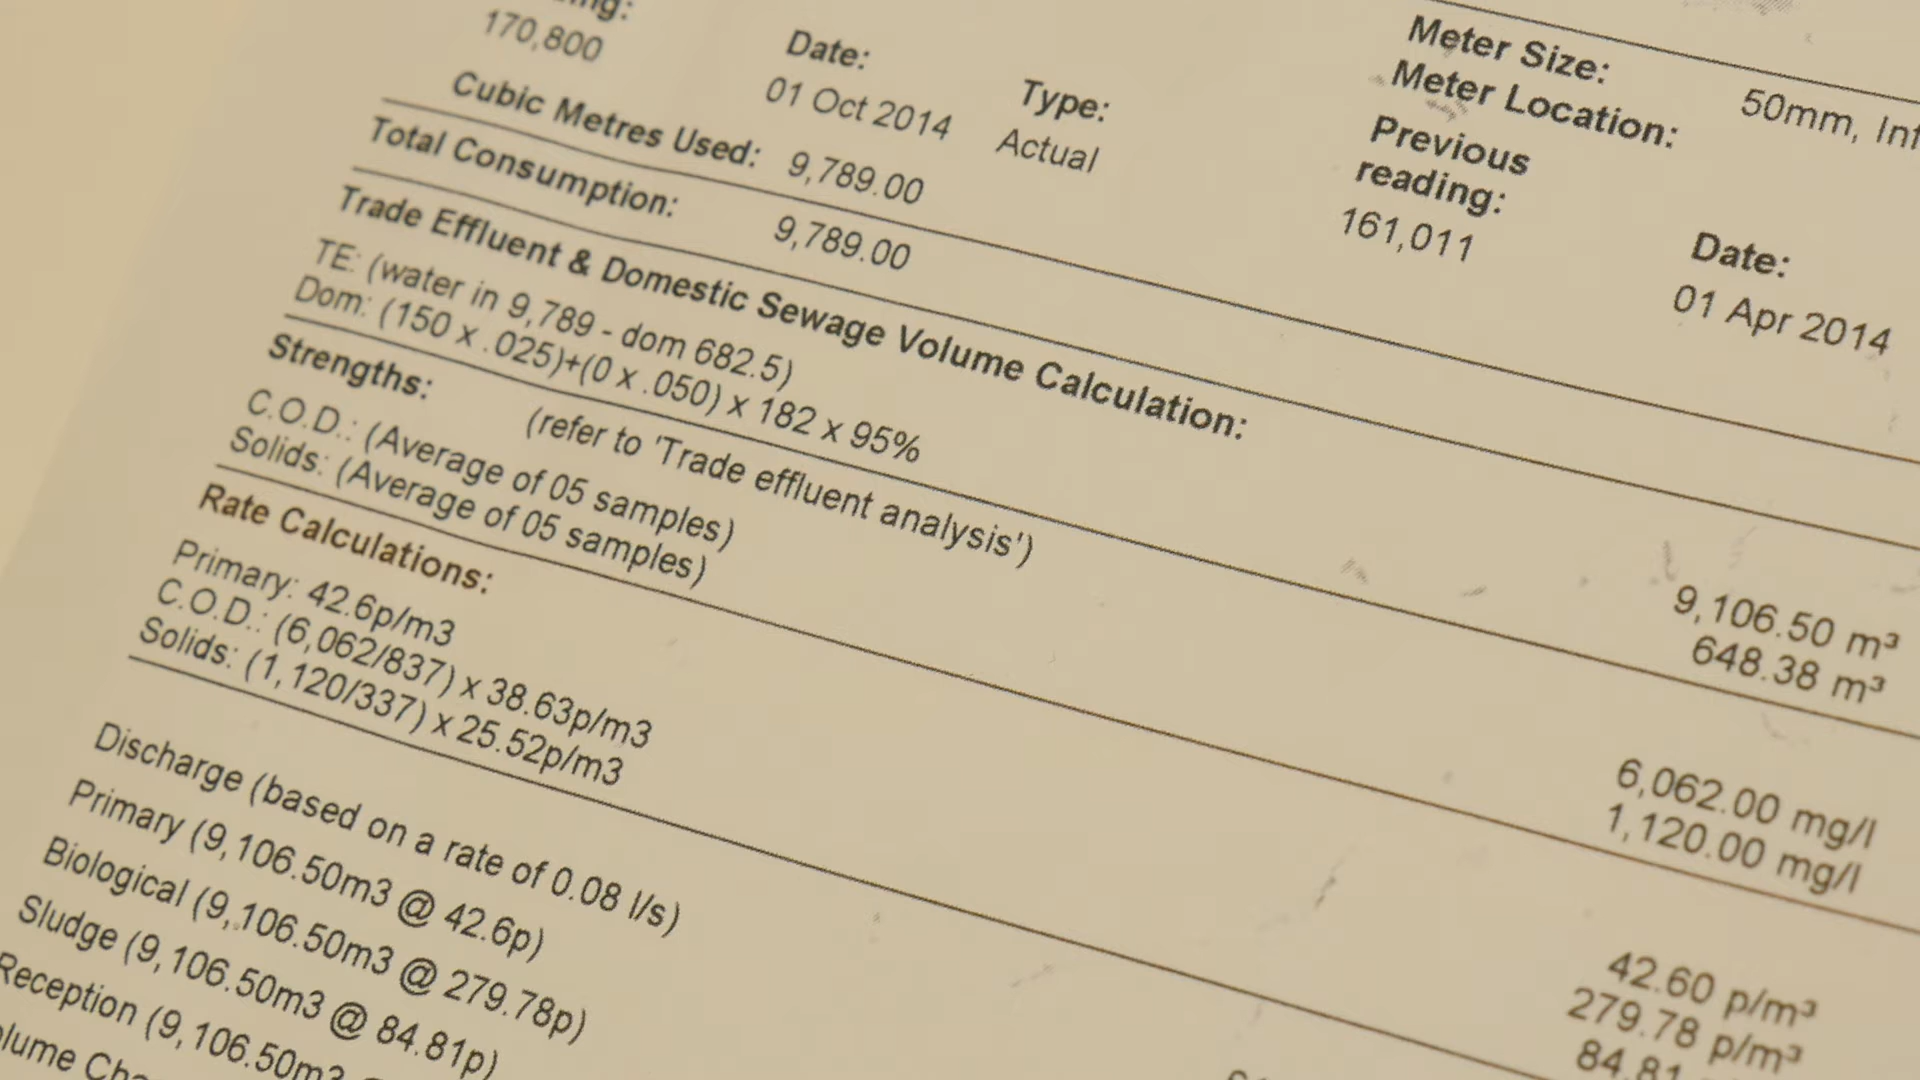 170,800
Date:
01 Oct 2014
Type:
Actual
Meter Size:
50mm,
Meter Location:
Previous
reading:
161,011
Date:
01 Apr 2014
Cubic Metres Used: 9,789.00
Total Consumption: 9,789.00
Trade Effluent & Domestic Sewage Volume Calculation:
TE: (water in 9,789 - dom 682.5) 9,106.50 m³
Dom: (150 x .025)+(0 x .050) x 182 x 95% 648.38 m³
Strengths: (refer to 'Trade effluent analysis')
C.O.D.: (Average of 05 samples) 6,062.00 mg/l
Solids: (Average of 05 samples) 1,120.00 mg/l
Rate Calculations:
Primary: 42.6p/m3 42.60 p/m³
C.O.D.: (6,062/837) x 38.63p/m3 279.78 p/m³
Solids: (1,120/337) x 25.52p/m3 84.81
Discharge (based on a rate of 0.08 l/s)
Primary (9,106.50m3 @ 42.6p)
Biological (9,106.50m3 @ 279.78p)
Sludge (9,106.50m3 @ 84.81p)
Reception (9,106.50m3